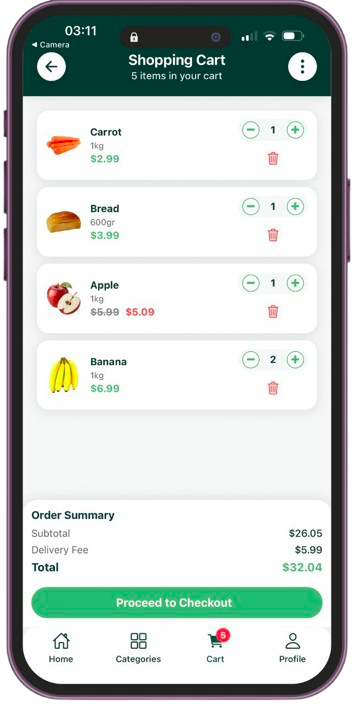 03:11
◀ Camera
Shopping Cart
5 items in your cart
Carrot
1kg
$2.99
1
Bread
600gr
$3.99
1
Apple
1kg
$5.99 $5.09
1
Banana
1kg
$6.99
2
Order Summary
Subtotal $26.05
Delivery Fee $5.99
Total $32.04
Proceed to Checkout
5
Home Categories Cart Profile